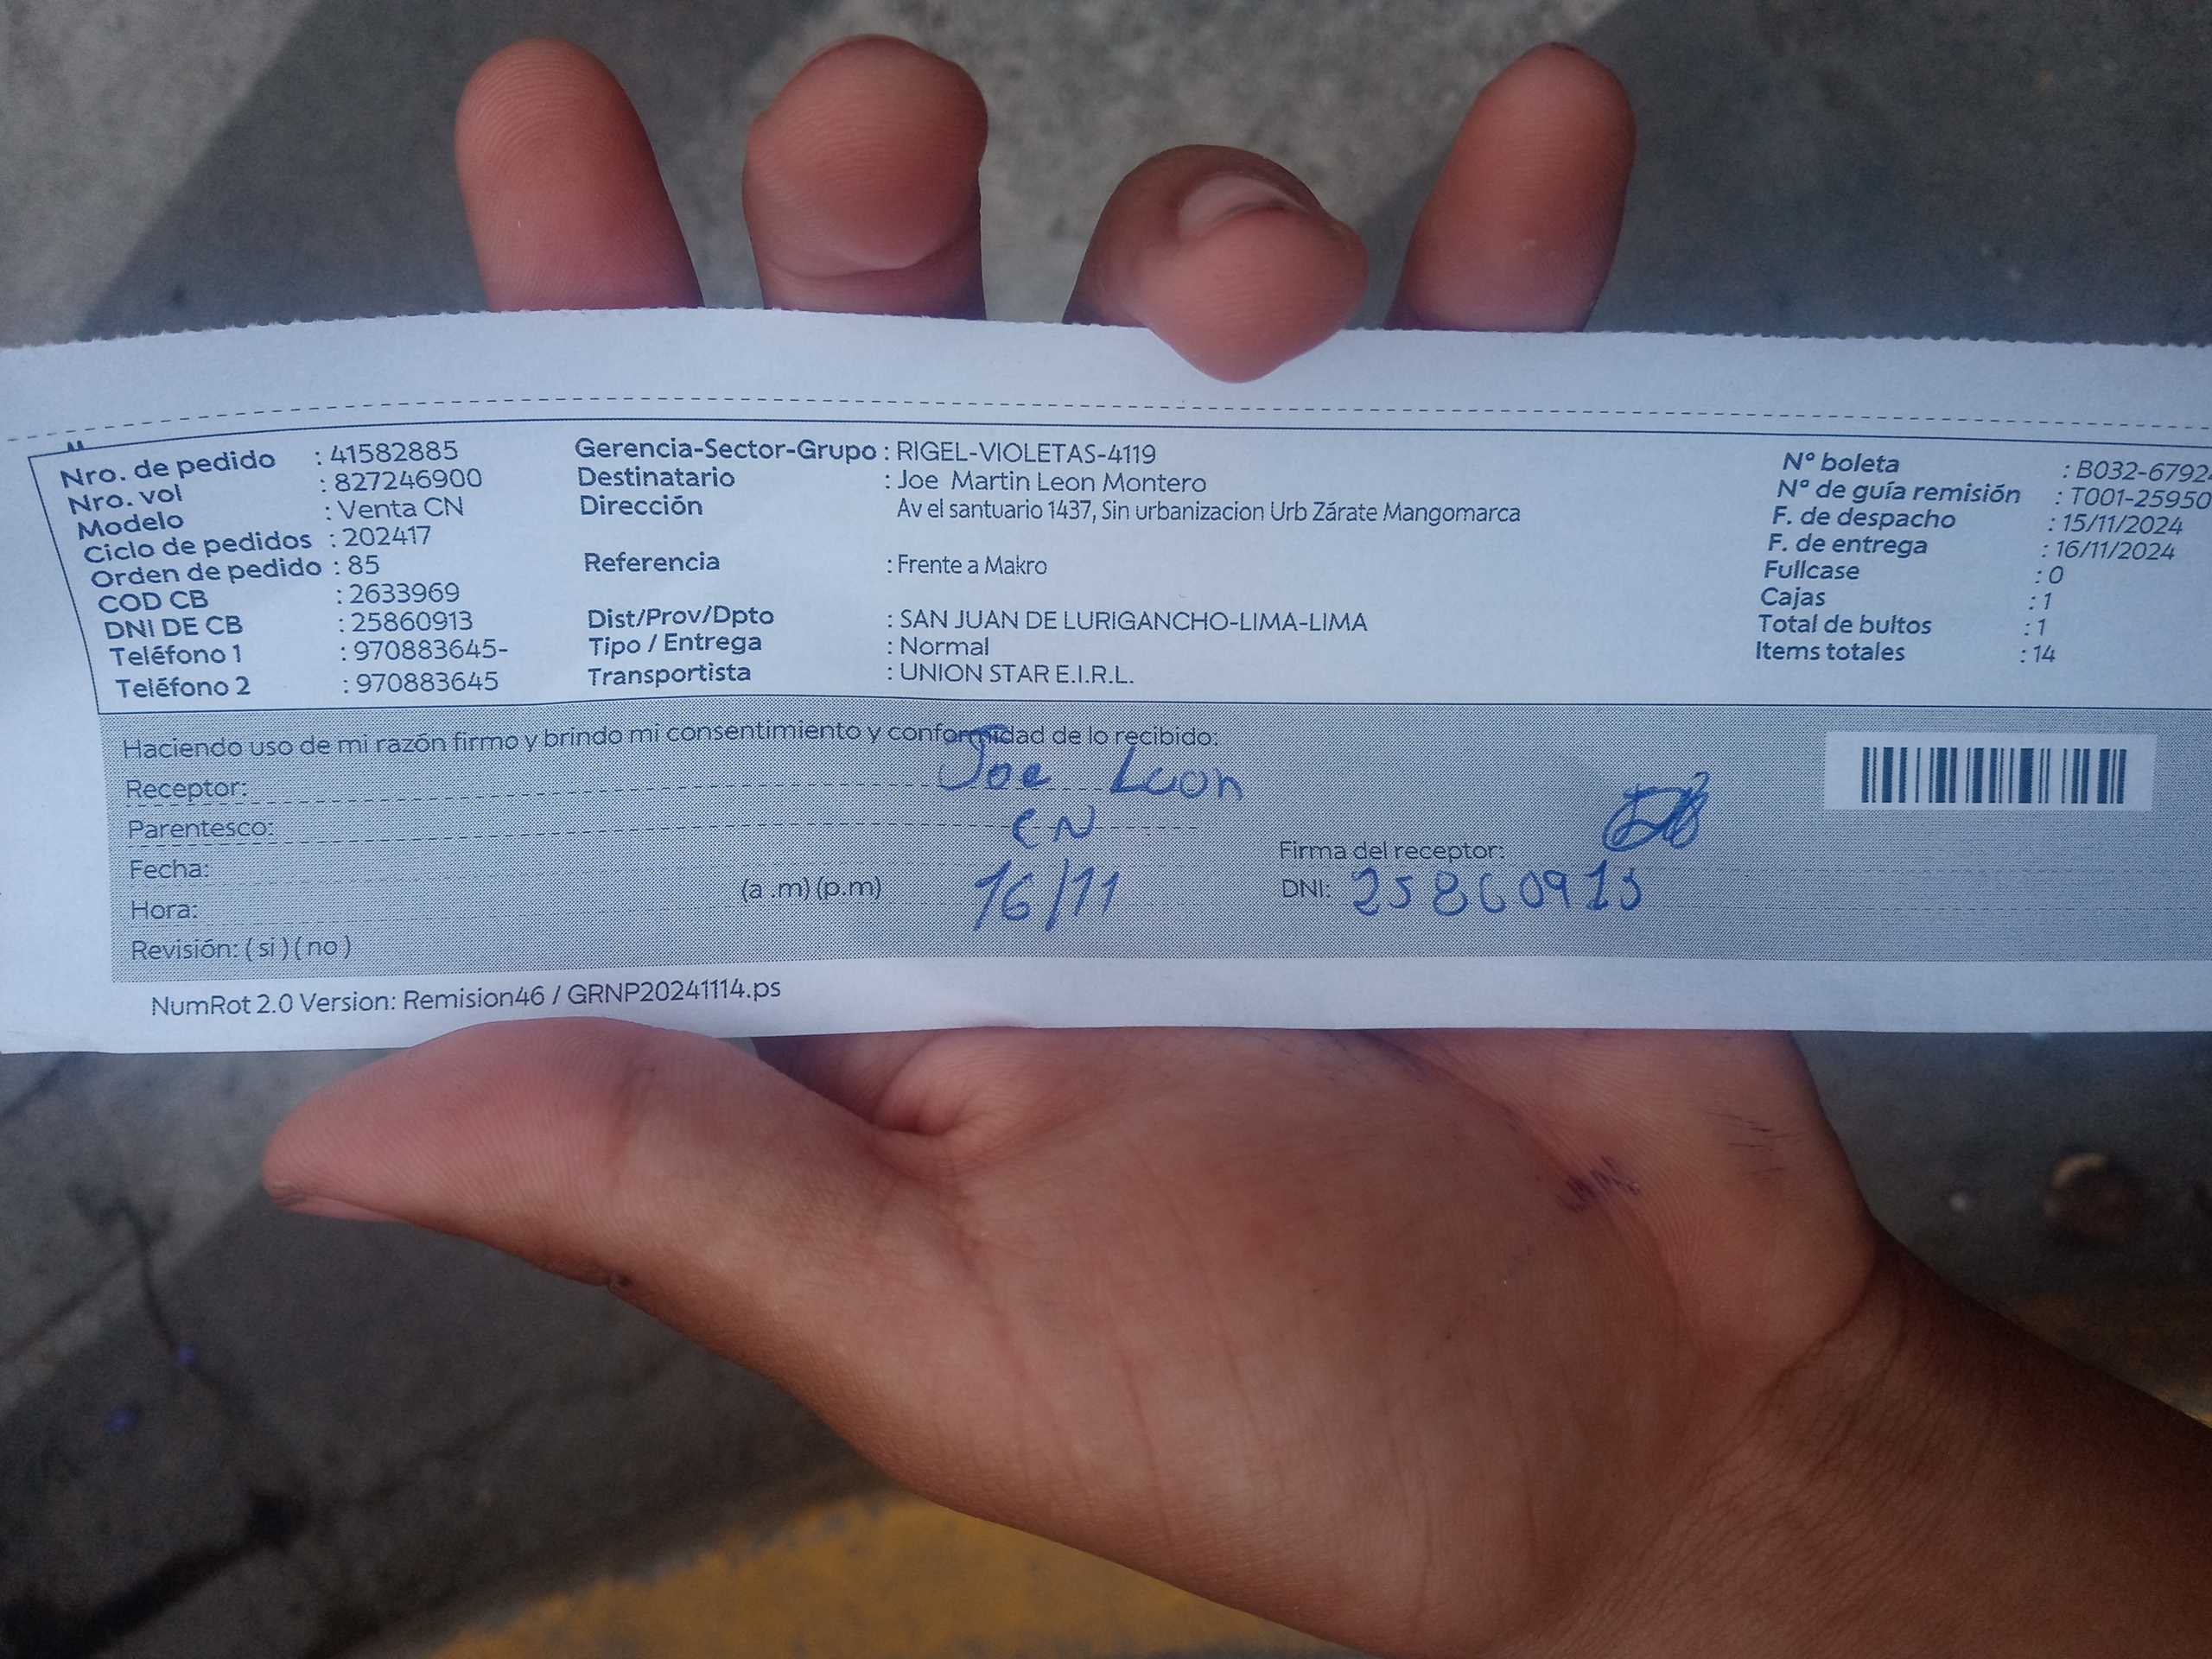 Nro. de pedido : 41582885
Nro. vol : 827246900
Modelo : Venta CN
Ciclo de pedidos : 202417
Orden de pedido : 85
COD CB : 2633969
DNI DE CB : 25860913
Teléfono 1 : 970883645-
Teléfono 2 : 970883645
Gerencia-Sector-Grupo : RIGEL-VIOLETAS-4119
Destinatario : Joe Martin Leon Montero
Dirección Av el santuario 1437, Sin urbanizacion Urb Zárate Mangomarca
Referencia : Frente a Makro
Dist/Prov/Dpto : SAN JUAN DE LURIGANCHO-LIMA-LIMA
Tipo / Entrega : Normal
Transportista : UNION STAR E.I.R.L.
N° boleta : B032-6792
N° de guía remisión : T001-25950
F. de despacho : 15/11/2024
F. de entrega : 16/11/2024
Fullcase : 0
Cajas : 1
Total de bultos : 1
Items totales : 14
Haciendo uso de mi razón firmo y brindo mi consentimiento y conformidad de lo recibido:
Receptor: Joe Leon
Parentesco: CN
Fecha: 16/11
Hora: (a .m) (p.m)
Revisión: ( si ) ( no )
Firma del receptor:
DNI: 25860913
NumRot 2.0 Version: Remision46 / GRNP20241114.ps